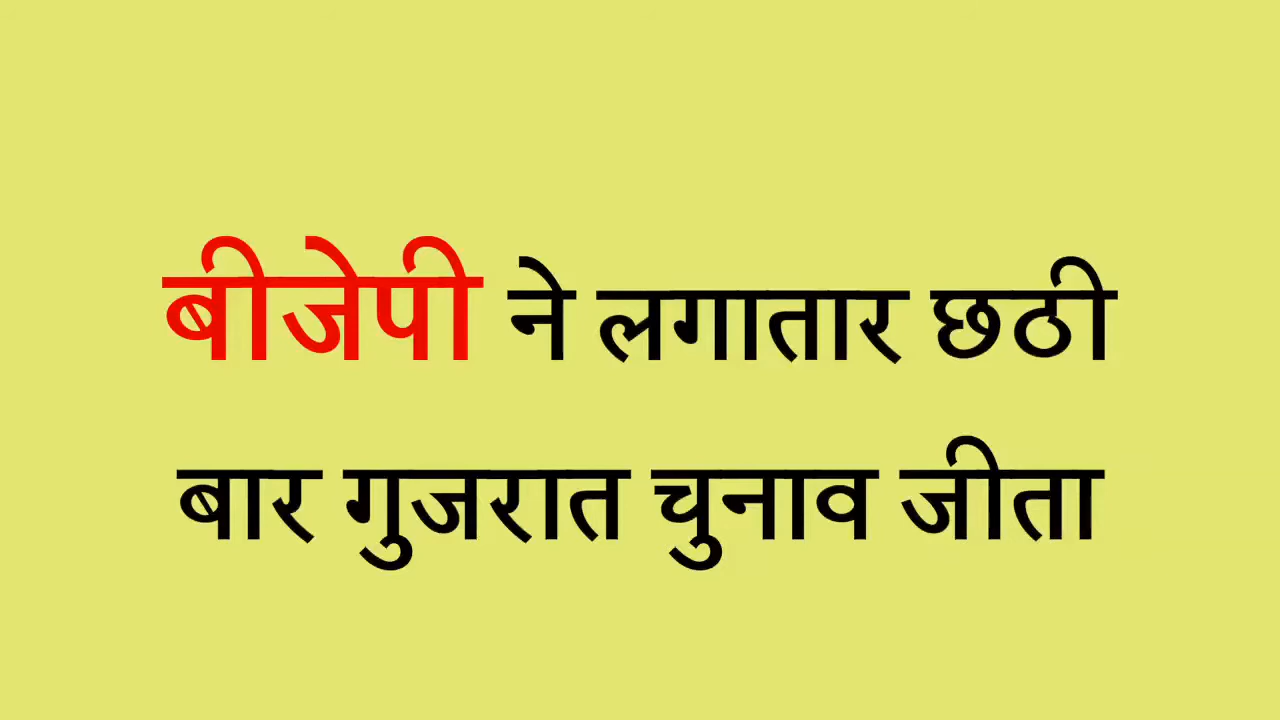 बीजेपी ने लगातार छठी
बार गुजरात चुनाव जीता